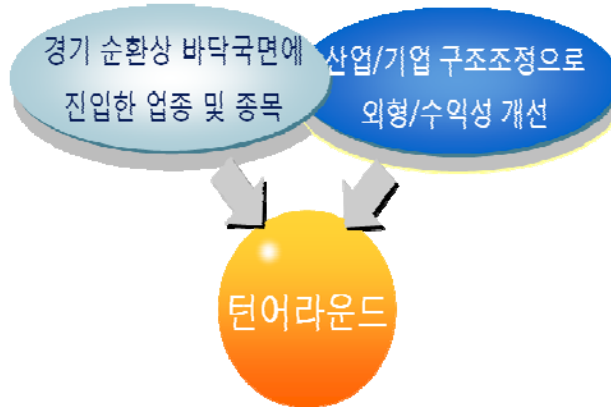 경기 순환상 바닥국면에
진입한 업종 및 종목
산업/기업 구조조정으로
외형/수익성 개선
턴어라운드